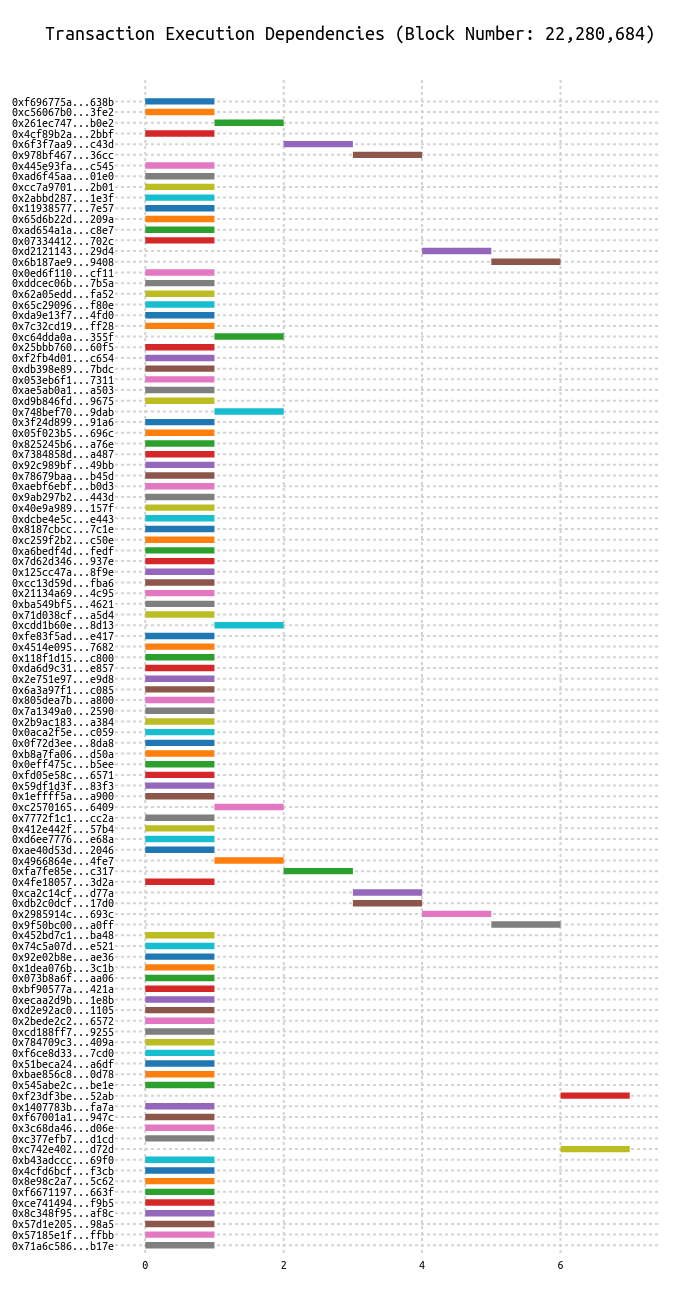 Transaction Execution Dependencies (Block Number: 22,280,684)
0xf696775a...638b
0xc56067b0...3fe2
0x261ec747...b0e2
0x4cf89b2a...2bbf
0x6f3f7aa9...c43d
0x978bf467...36cc
0x445e93fa...c545
0xad6f45aa...01e0
0xcc7a9701...2b01
0x2abbd287...1e3f
0x11938577...7e57
0x65d6b22d...209a
0xad654a1a...c8e7
0x07334412...702c
0xd2121143...29d4
0x6b187ae9...9408
0x0ed6f110...cf11
0xddcec06b...7b5a
0x62a05edd...fa52
0x65c29096...f80e
0xda9e13f7...4fd0
0x7c32cd19...ff28
0xc64dda0a...355f
0x25bbb760...60f5
0xf2fb4d01...c654
0xdb398e89...7bdc
0x053eb6f1...7311
0xae5ab0a1...a503
0xd9b846fd...9675
0x748bef70...9dab
0x3f24d899...91a6
0x05f023b5...696c
0x825245b6...a76e
0x7384858d...a487
0x92c989bf...49bb
0x78679baa...b45d
0xaebf6ebf...b0d3
0x9ab297b2...443d
0x40e9a989...157f
0xdcbe4e5c...e443
0x8187cbcc...7c1e
0xc259f2b2...c50e
0xa6bedf4d...fedf
0x7d62d346...937e
0x125cc47a...8f9e
0xcc13d59d...fba6
0x21134a69...4c95
0xba549bf5...4621
0x71d038cf...a5d4
0xcdd1b60e...8d13
0xfe83f5ad...e417
0x4514e095...7682
0x118f1d15...c800
0xda6d9c31...e857
0x2e751e97...e9d8
0x6a3a97f1...c085
0x805dea7b...a800
0x7a1349a0...2590
0x2b9ac183...a384
0x0aca2f5e...c059
0x0f72d3ee...8da8
0xb8a7fa06...d50a
0x0eff475c...b5ee
0xfd05e58c...6571
0x59df1d3f...83f3
0x1effff5a...a900
0xc2570165...6409
0x7772f1c1...cc2a
0x412e442f...57b4
0xd6ee7776...e68a
0xae40d53d...2046
0x4966864e...4fe7
0xfa7fe85e...c317
0x4fe18057...3d2a
0xca2c14cf...d77a
0xdb2c0dcf...17d0
0x2985914c...693c
0x9f50bc00...a0ff
0x452bd7c1...ba48
0x74c5a07d...e521
0x92e02b8e...ae36
0x1dea076b...3c1b
0x073b8a6f...aa06
0xbf90577a...421a
0xecaa2d9b...1e8b
0xd2e92ac0...1105
0x2bede2c2...6572
0xcd188ff7...9255
0x784709c3...409a
0xf6ce8d33...7cd0
0x51beca24...a6df
0xbae856c8...0d78
0x545abe2c...be1e
0xf23df3be...52ab
0x1407783b...fa7a
0xf67001a1...947c
0x3c68da46...d06e
0xc377efb7...d1cd
0xc742e402...d72d
0xb43adccc...69f0
0x4cfd6bcf...f3cb
0x8e98c2a7...5c62
0xf6671197...663f
0xce741494...f9b5
0x8c348f95...af8c
0x57d1e205...98a5
0x57185e1f...ffbb
0x71a6c586...b17e
0 2 4 6